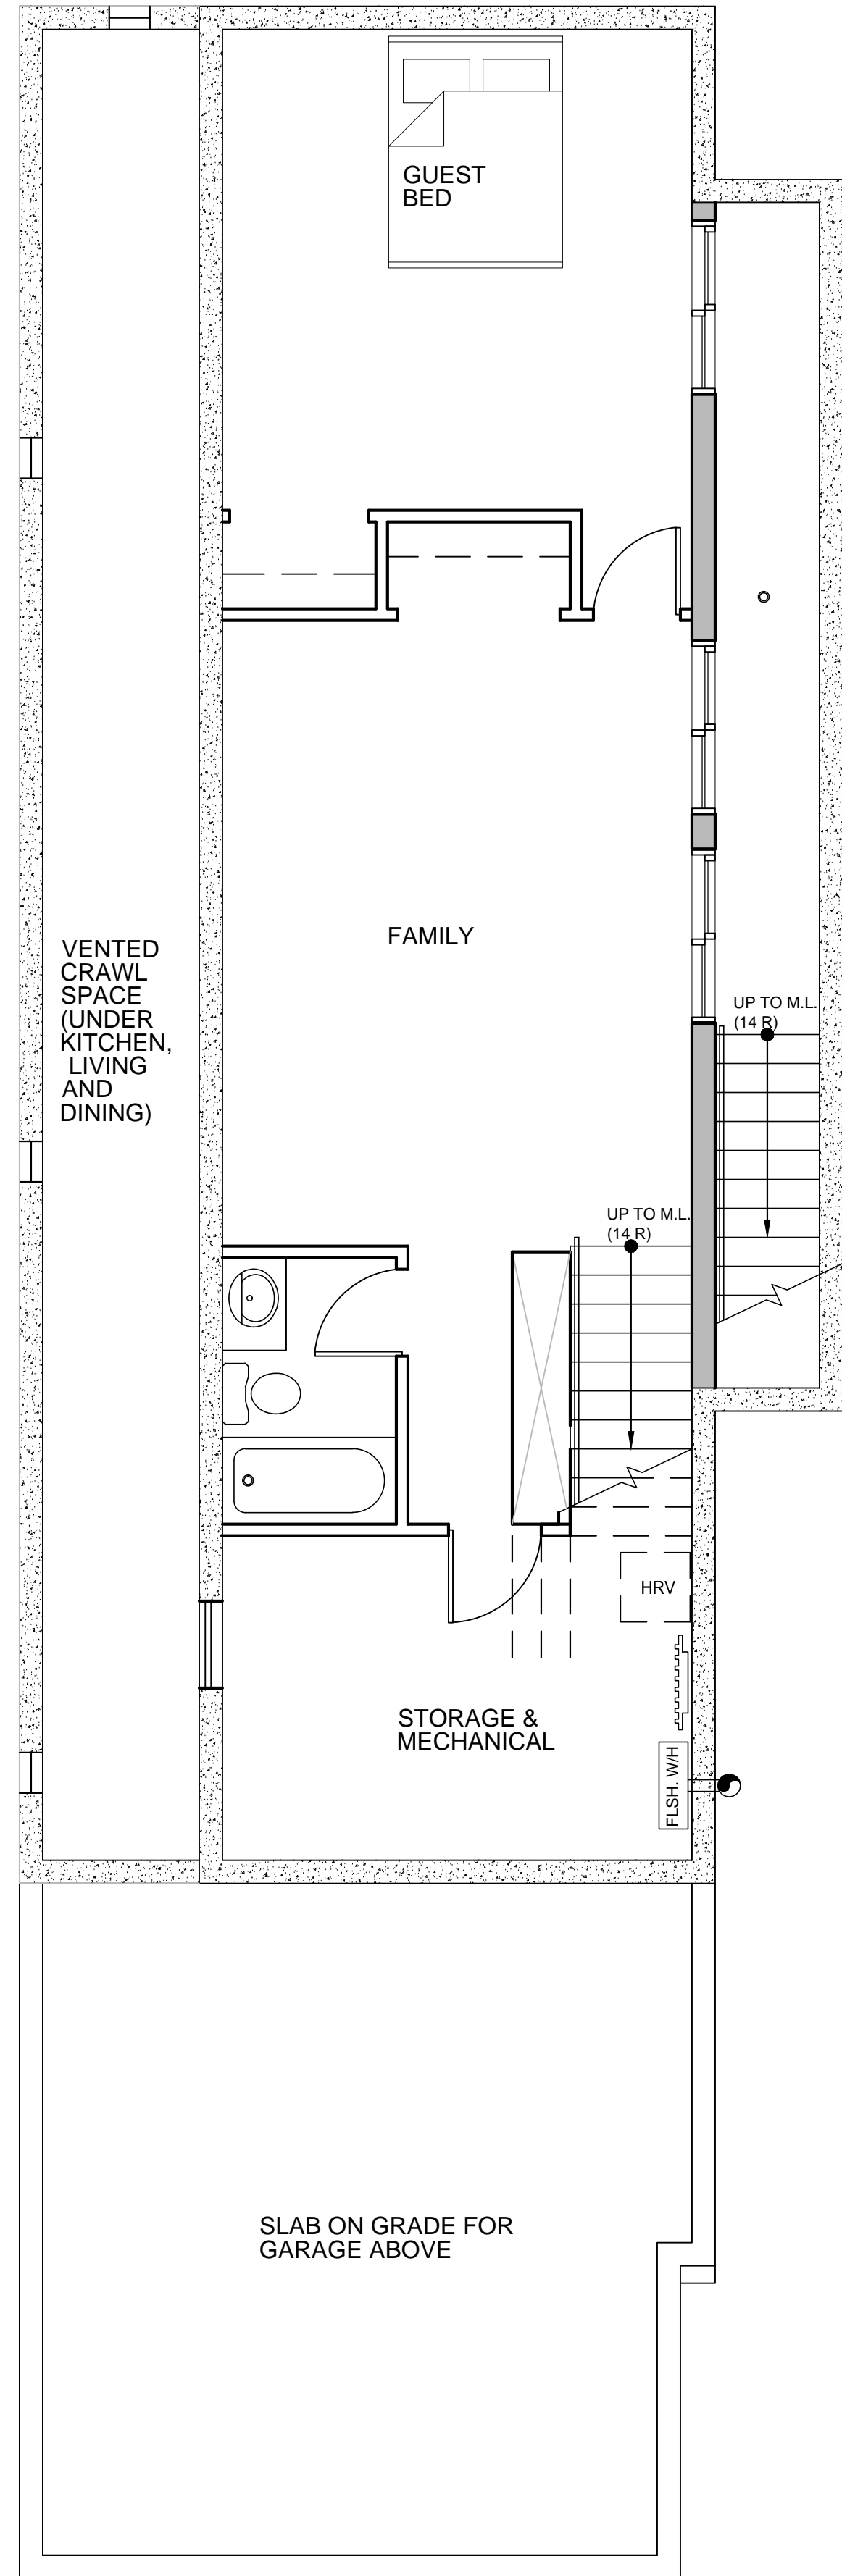 GUEST
BED
VENTED
CRAWL
SPACE
(UNDER
KITCHEN,
LIVING
AND
DINING)
FAMILY
UP TO M.L.
(14 R)
UP TO M.L.
(14 R)
HRV
STORAGE &
MECHANICAL
FLSH. W/H
SLAB ON GRADE FOR
GARAGE ABOVE